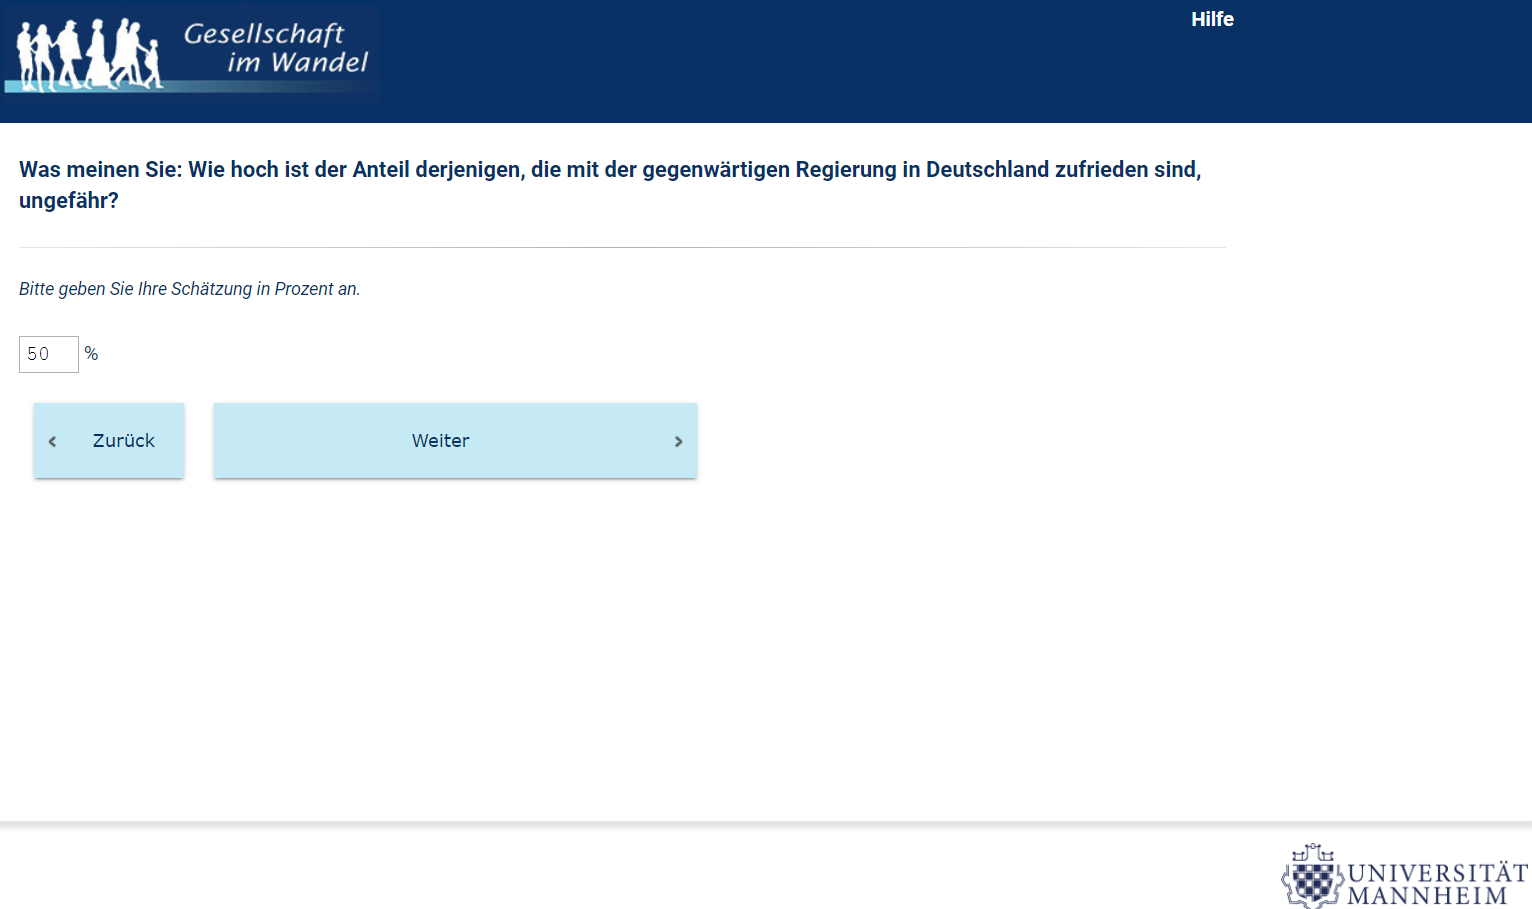 Gesellschaft
im Wandel
Hilfe
Was meinen Sie: Wie hoch ist der Anteil derjenigen, die mit der gegenwärtigen Regierung in Deutschland zufrieden sind,
ungefähr?
Bitte geben Sie Ihre Schätzung in Prozent an.
50 %
Zurück
Weiter
UNIVERSITÄT
MANNHEIM